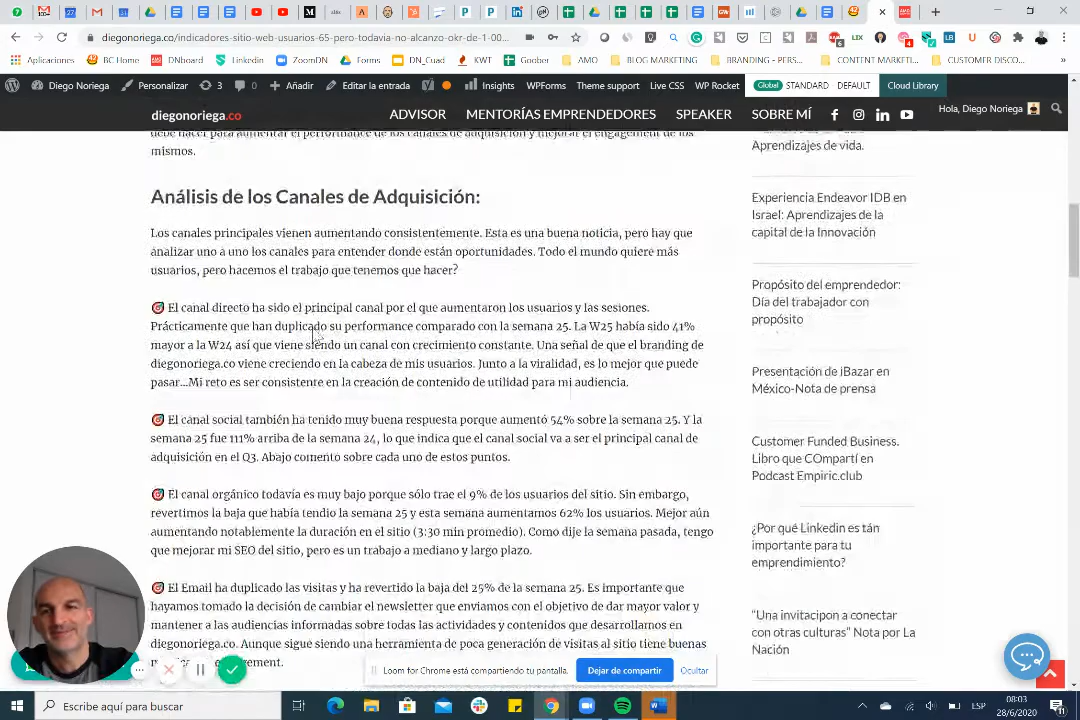 diegonoriega.co/indicadores-sitio-web-usuarios-65-pero-todavia-no-alcanzo-okr-de-1-00...
Aplicaciones
BC Home
DNboard
Linkedin
ZoomDN
Forms
DN_Cuad
KWT
Goober
AMO
BLOG MARKETING
BRANDING - PERS...
CONTENT MARKETI...
CUSTOMER DISCO...
Diego Noriega
Personalizar
3
0
Añadir
Editar la entrada
Insights
WPForms
Theme support
Live CSS
WP Rocket
Global
STANDARD
DEFAULT
Cloud Library
diegonoriega.co
ADVISOR
MENTORÍAS EMPRENDEDORES
SPEAKER
SOBRE MÍ
Hola, Diego Noriega
debe hacer para aumentar el performance de los canales de adquisición y mejorar el engagement de los
mismos.
Análisis de los Canales de Adquisición:
Los canales principales vienen aumentando consistentemente. Esta es una buena noticia, pero hay que
analizar uno a uno los canales para entender donde están oportunidades. Todo el mundo quiere más
usuarios, pero hacemos el trabajo que tenemos que hacer?
El canal directo ha sido el principal canal por el que aumentaron los usuarios y las sesiones.
Prácticamente que han duplicado su performance comparado con la semana 25. La W25 había sido 41%
mayor a la W24 así que viene siendo un canal con crecimiento constante. Una señal de que el branding de
diegonoriega.co viene creciendo en la cabeza de mis usuarios. Junto a la viralidad, es lo mejor que puede
pasar...Mi reto es ser consistente en la creación de contenido de utilidad para mi audiencia.
El canal social también ha tenido muy buena respuesta porque aumentó 54% sobre la semana 25. Y la
semana 25 fue 111% arriba de la semana 24, lo que indica que el canal social va a ser el principal canal de
adquisición en el Q3. Abajo comento sobre cada uno de estos puntos.
El canal orgánico todavía es muy bajo porque sólo trae el 9% de los usuarios del sitio. Sin embargo,
revertimos la baja que había tendio la semana 25 y esta semana aumentamos 62% los usuarios. Mejor aún
aumentando notablemente la duración en el sitio (3:30 min promedio). Como dije la semana pasada, tengo
que mejorar mi SEO del sitio, pero es un trabajo a mediano y largo plazo.
El Email ha duplicado las visitas y ha revertido la baja del 25% de la semana 25. Es importante que
hayamos tomado la decisión de cambiar el newsletter que enviamos con el objetivo de dar mayor valor y
mantener a las audiencias informadas sobre todas las actividades y contenidos que desarrollamos en
diegonoriega.co. Aunque sigue siendo una herramienta de poca generación de visitas al sitio tiene buenas
Aprendizajes de vida.
Experiencia Endeavor IDB en
Israel: Aprendizajes de la
capital de la Innovación
Propósito del emprendedor:
Día del trabajador con
propósito
Presentación de iBazar en
México-Nota de prensa
Customer Funded Business.
Libro que COmpartí en
Podcast Empiric.club
¿Por qué Linkedin es tán
importante para tu
emprendimiento?
"Una invitacipon a conectar
con otras culturas" Nota por La
Nación
Loom for Chrome está compartiendo tu pantalla.
Dejar de compartir
Ocultar
Escribe aquí para buscar
ESP
08:03
28/6/2020